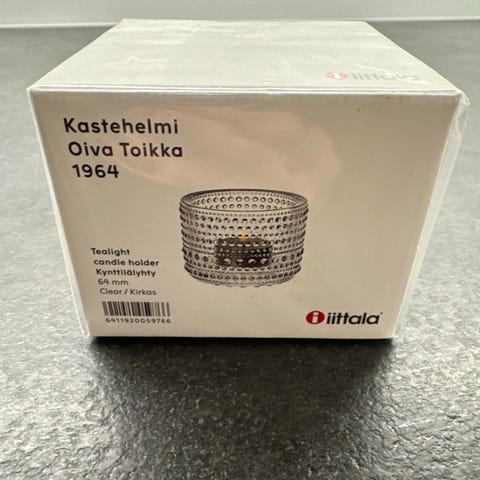 iittala
Kastehelmi
Oiva Toikka
1964
Tealight
candle holder
Kynttilälyhty
64 mm
Clear / Kirkas
6411920059766
iittala